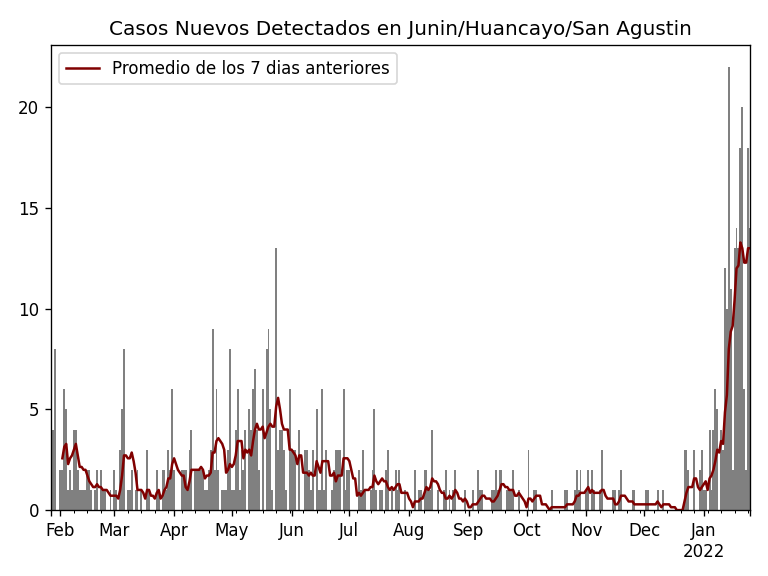 Casos Nuevos Detectados en Junin/Huancayo/San Agustin
Promedio de los 7 dias anteriores
20
15
10
5
0
Feb Mar Apr May Jun Jul Aug Sep Oct Nov Dec Jan
2022